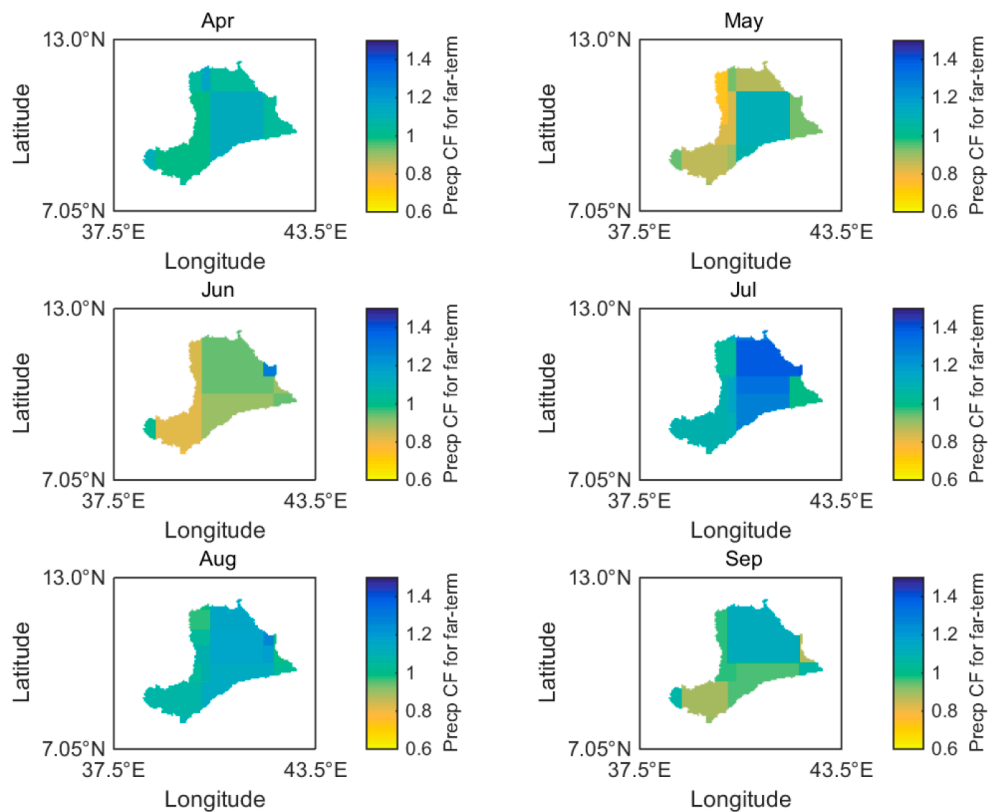 Apr
13.0°N
Latitude
7.05°N
37.5°E 43.5°E
Longitude
1.4
1.2
1
0.8
0.6
Precp CF for far-term
May
13.0°N
Latitude
7.05°N
37.5°E 43.5°E
Longitude
1.4
1.2
1
0.8
0.6
Precp CF for far-term
Jun
13.0°N
Latitude
7.05°N
37.5°E 43.5°E
Longitude
1.4
1.2
1
0.8
0.6
Precp CF for far-term
Jul
13.0°N
Latitude
7.05°N
37.5°E 43.5°E
Longitude
1.4
1.2
1
0.8
0.6
Precp CF for far-term
Aug
13.0°N
Latitude
7.05°N
37.5°E 43.5°E
Longitude
1.4
1.2
1
0.8
0.6
Precp CF for far-term
Sep
13.0°N
Latitude
7.05°N
37.5°E 43.5°E
Longitude
1.4
1.2
1
0.8
0.6
Precp CF for far-term